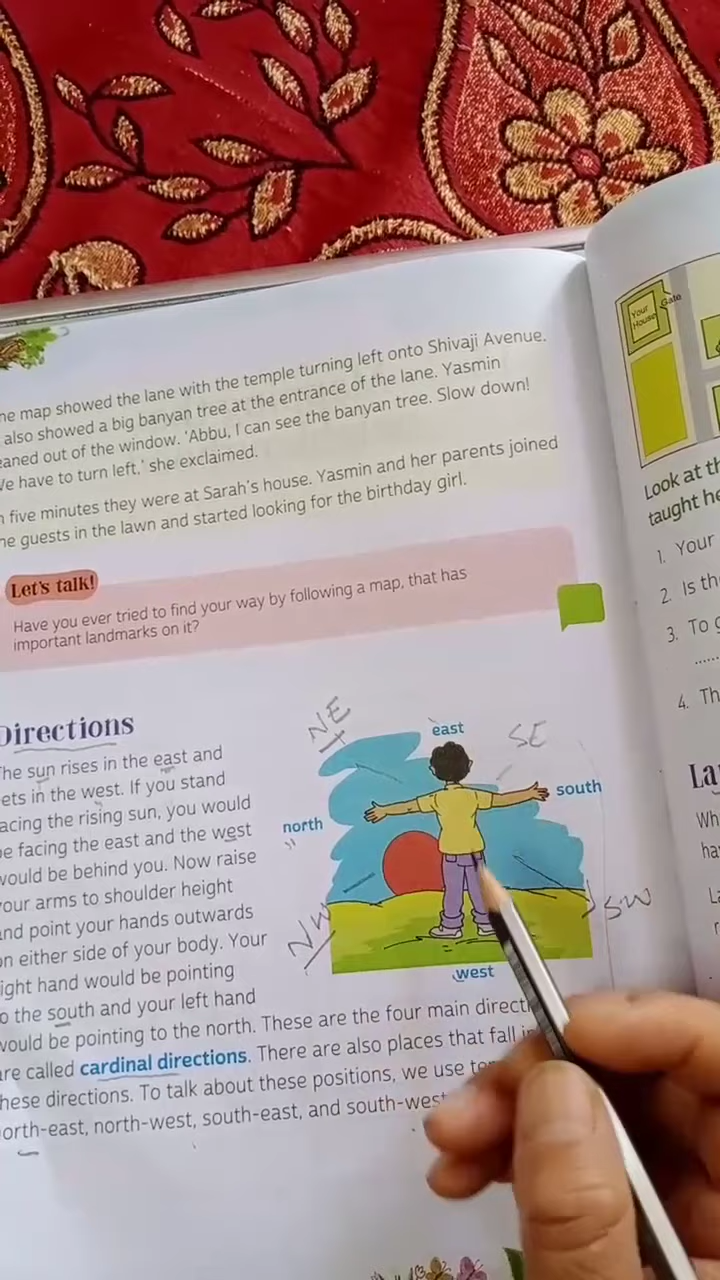 he map showed the lane with the temple turning left onto Shivaji Avenue.
also showed a big banyan tree at the entrance of the lane. Yasmin
eaned out of the window. ‘Abbu, I can see the banyan tree. Slow down!
We have to turn left,’ she exclaimed.
n five minutes they were at Sarah’s house. Yasmin and her parents joined
he guests in the lawn and started looking for the birthday girl.
Let’s talk!
Have you ever tried to find your way by following a map, that has
important landmarks on it?
Directions
The sun rises in the east and
ets in the west. If you stand
acing the rising sun, you would
be facing the east and the west
would be behind you. Now raise
our arms to shoulder height
and point your hands outwards
on either side of your body. Your
ight hand would be pointing
o the south and your left hand
would be pointing to the north. These are the four main direct
are called cardinal directions. There are also places that fall i
hese directions. To talk about these positions, we use te
orth-east, north-west, south-east, and south-west
NE
east
SE
south
north
NW
SW
west
Your
House
Gate
Look at th
taught he
1. Your
2. Is the
3. To g
......
4. Th
La
Wh
ha
L
r